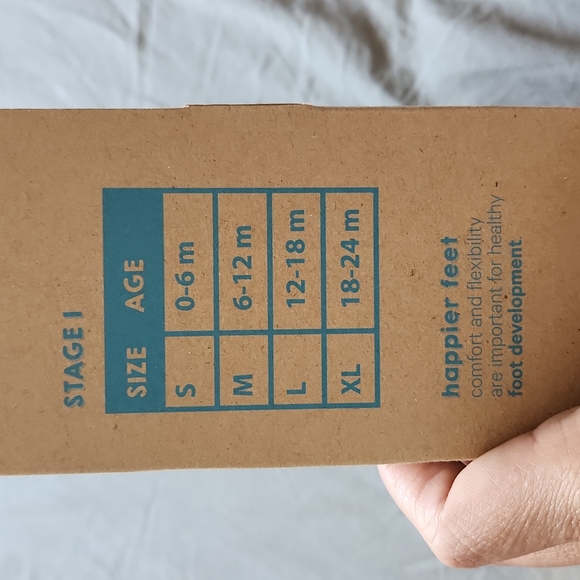 STAGE 1
SIZE AGE
S 0-6 m
M 6-12 m
L 12-18 m
XL 18-24 m
happier feet
comfort and flexibility
are important for healthy
foot development